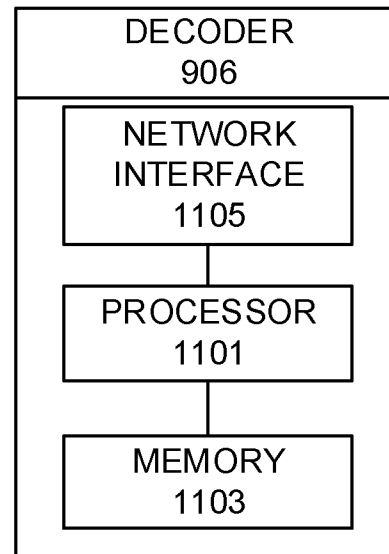 DECODER
906
NETWORK
INTERFACE
1105
PROCESSOR
1101
MEMORY
1103